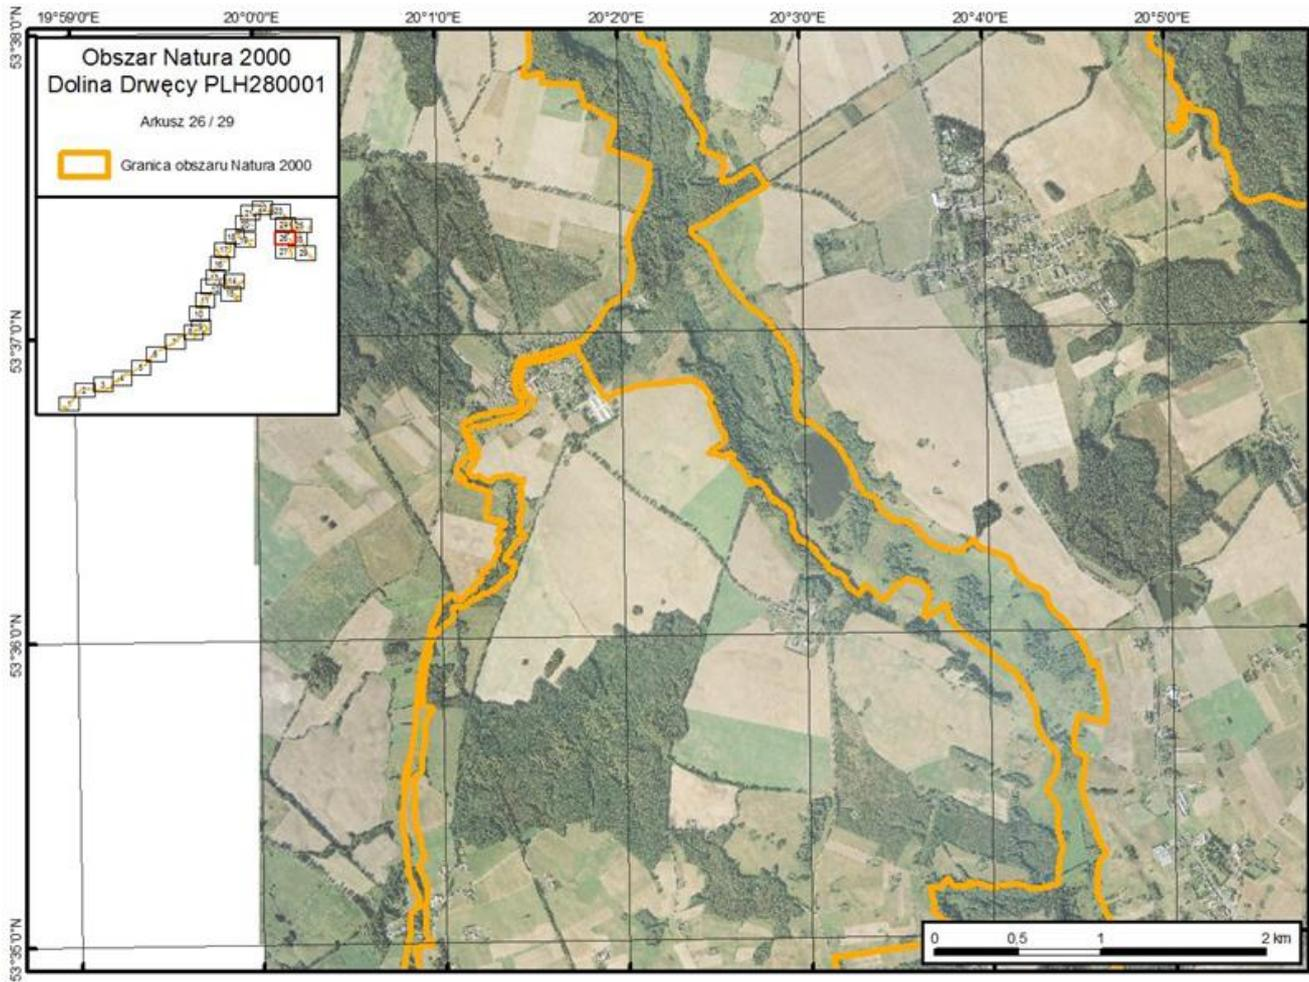 19°59'0"E 20°0'0"E 20°1'0"E 20°2'0"E 20°3'0"E 20°4'0"E 20°5'0"E
53°38'0"N
Obszar Natura 2000
Dolina Drwęcy PLH280001
Arkusz 26 / 29
Granica obszaru Natura 2000
53°37'0"N
53°36'0"N
53°35'0"N
0 0,5 1 2 km